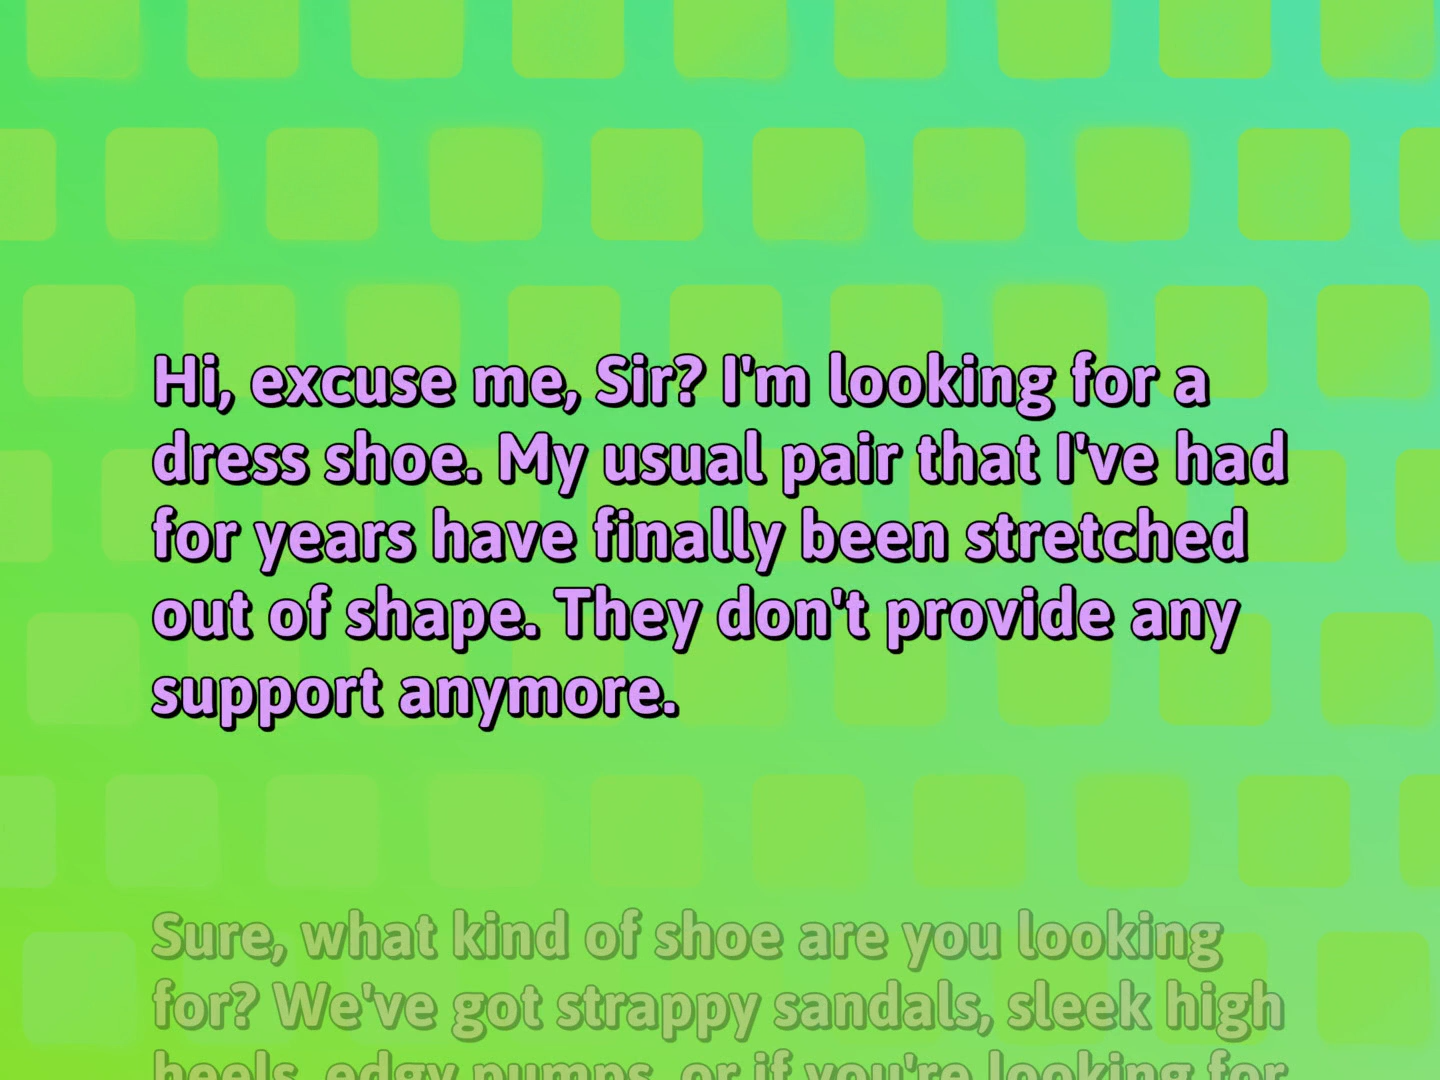 Hi, excuse me, Sir? I'm looking for a
dress shoe. My usual pair that I've had
for years have finally been stretched
out of shape. They don't provide any
support anymore.
Sure, what kind of shoe are you looking
for? We've got strappy sandals, sleek high
heels, edgy pumps, or if you're looking for